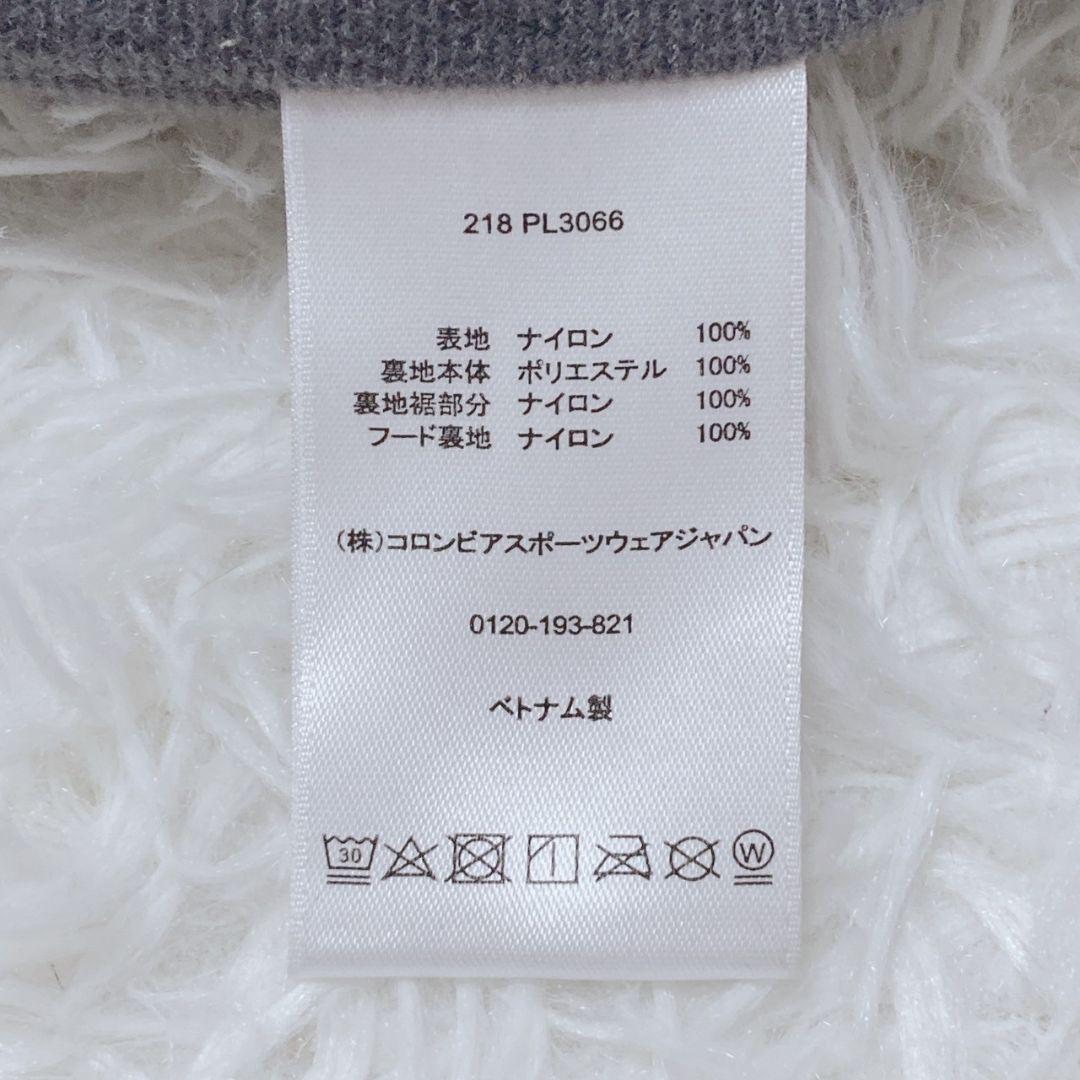 218 PL3066
表地 ナイロン 100%
裏地本体 ポリエステル 100%
裏地裾部分 ナイロン 100%
フード裏地 ナイロン 100%
(株)コロンビアスポーツウェアジャパン
0120-193-821
ベトナム製
30 W